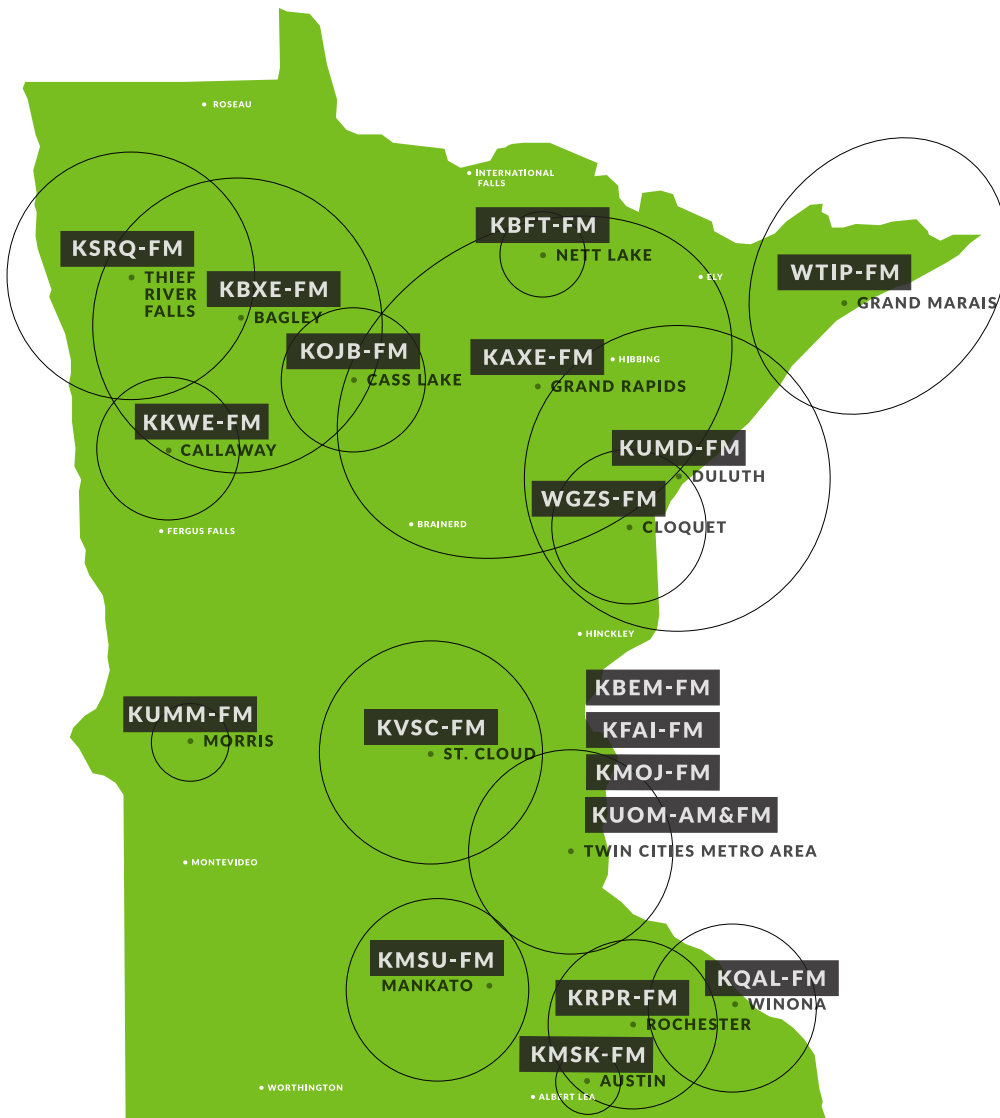 ROSEAU
INTERNATIONAL
FALLS
KBFT-FM
NETT LAKE
KSRQ-FM
THIEF
RIVER
FALLS
KBXE-FM
BAGLEY
ELY
WTIP-FM
GRAND MARAIS
KOJB-FM
CASS LAKE
KAXE-FM
GRAND RAPIDS
HIBBING
KKWE-FM
CALLAWAY
KUMD-FM
DULUTH
WGZS-FM
CLOQUET
FERGUS FALLS
BRAINERD
HINCKLEY
KBEM-FM
KFAI-FM
KMOJ-FM
KUOM-AM&FM
TWIN CITIES METRO AREA
KUMM-FM
MORRIS
KVSC-FM
ST. CLOUD
MONTEVIDEO
KMSU-FM
MANKATO
KRPR-FM
ROCHESTER
KQAL-FM
WINONA
KMSK-FM
AUSTIN
WORTHINGTON
ALBERT LEA